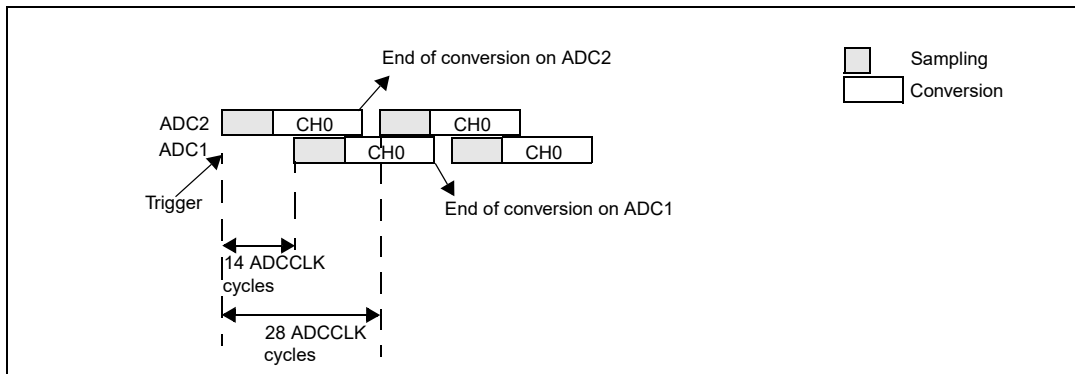 End of conversion on ADC2
Sampling
Conversion
ADC2
CH0
CH0
ADC1
CH0
CH0
Trigger
End of conversion on ADC1
14 ADCCLK
cycles
28 ADCCLK
cycles